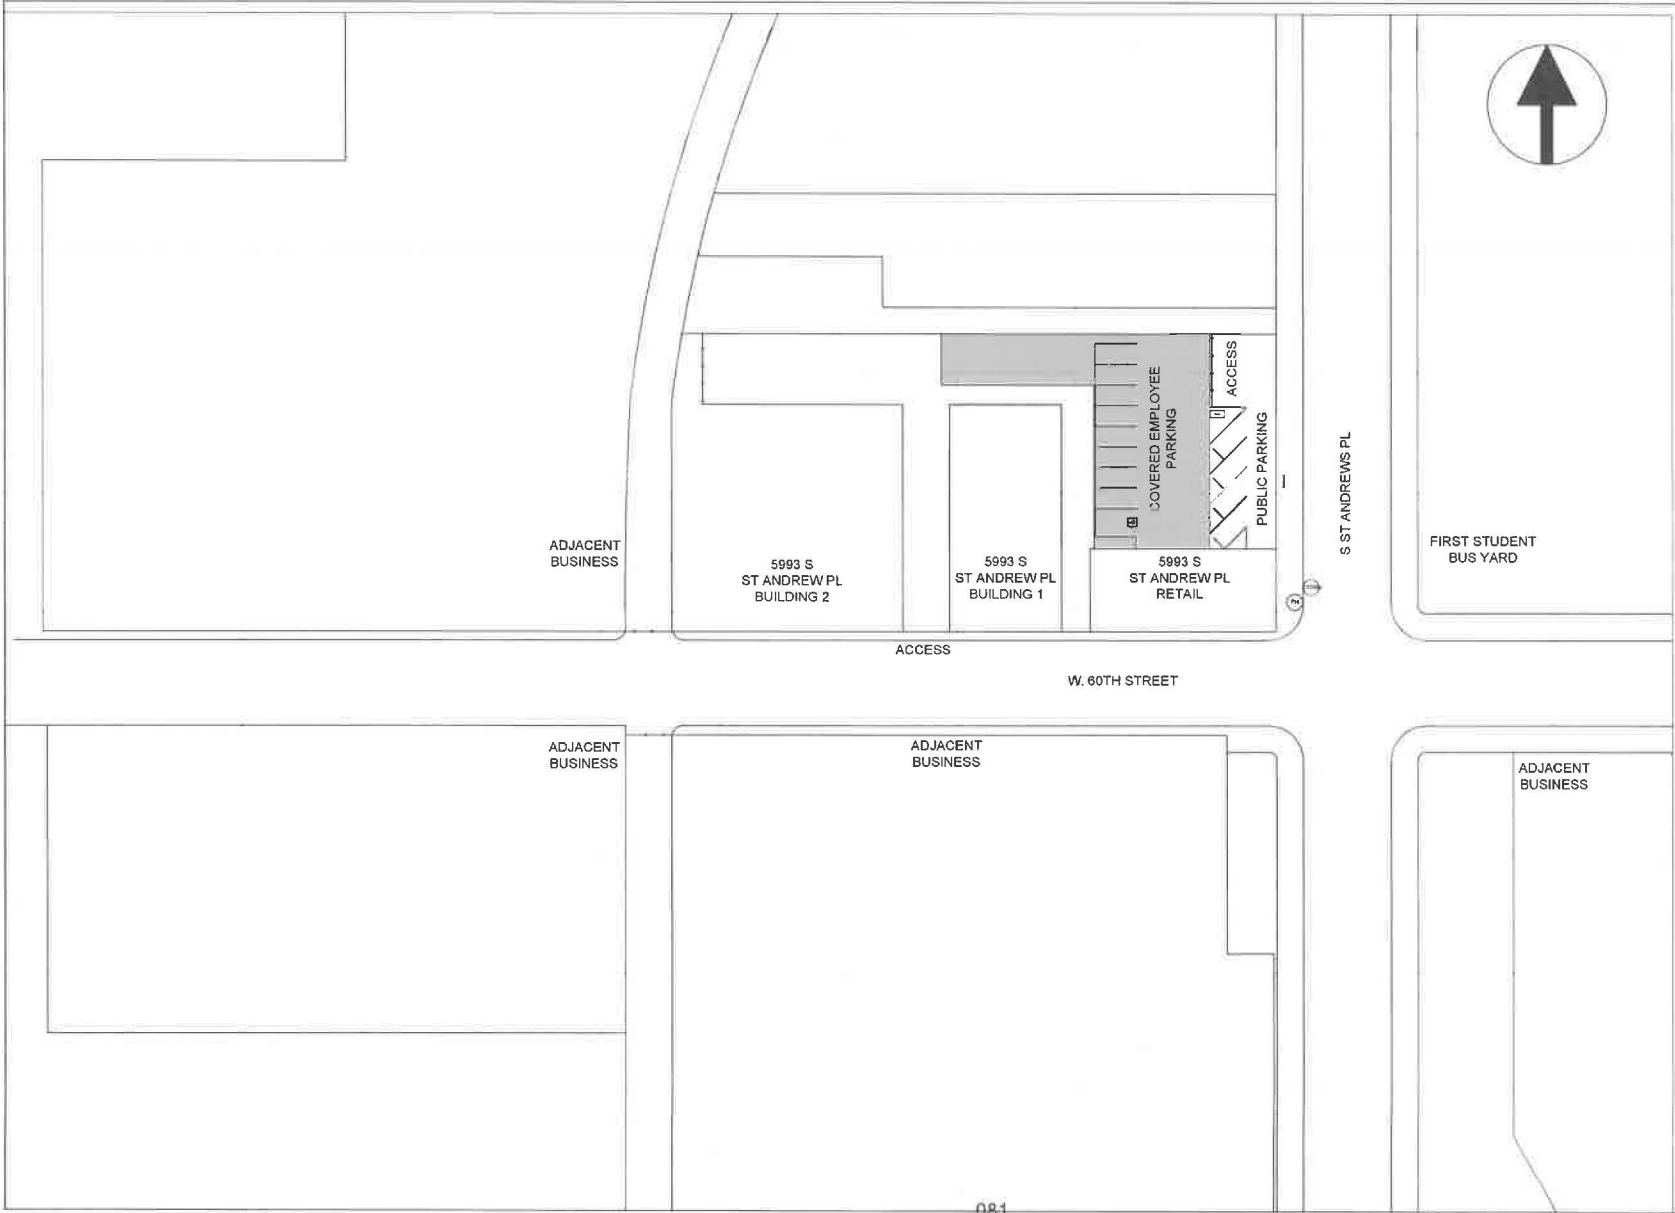 ACCESS
COVERED EMPLOYEE
PARKING
PUBLIC PARKING
S ST ANDREWS PL
ADJACENT
BUSINESS
5993 S
ST ANDREW PL
BUILDING 2
5993 S
ST ANDREW PL
BUILDING 1
5993 S
ST ANDREW PL
RETAIL
FIRST STUDENT
BUS YARD
ACCESS
W. 60TH STREET
ADJACENT
BUSINESS
ADJACENT
BUSINESS
ADJACENT
BUSINESS
081